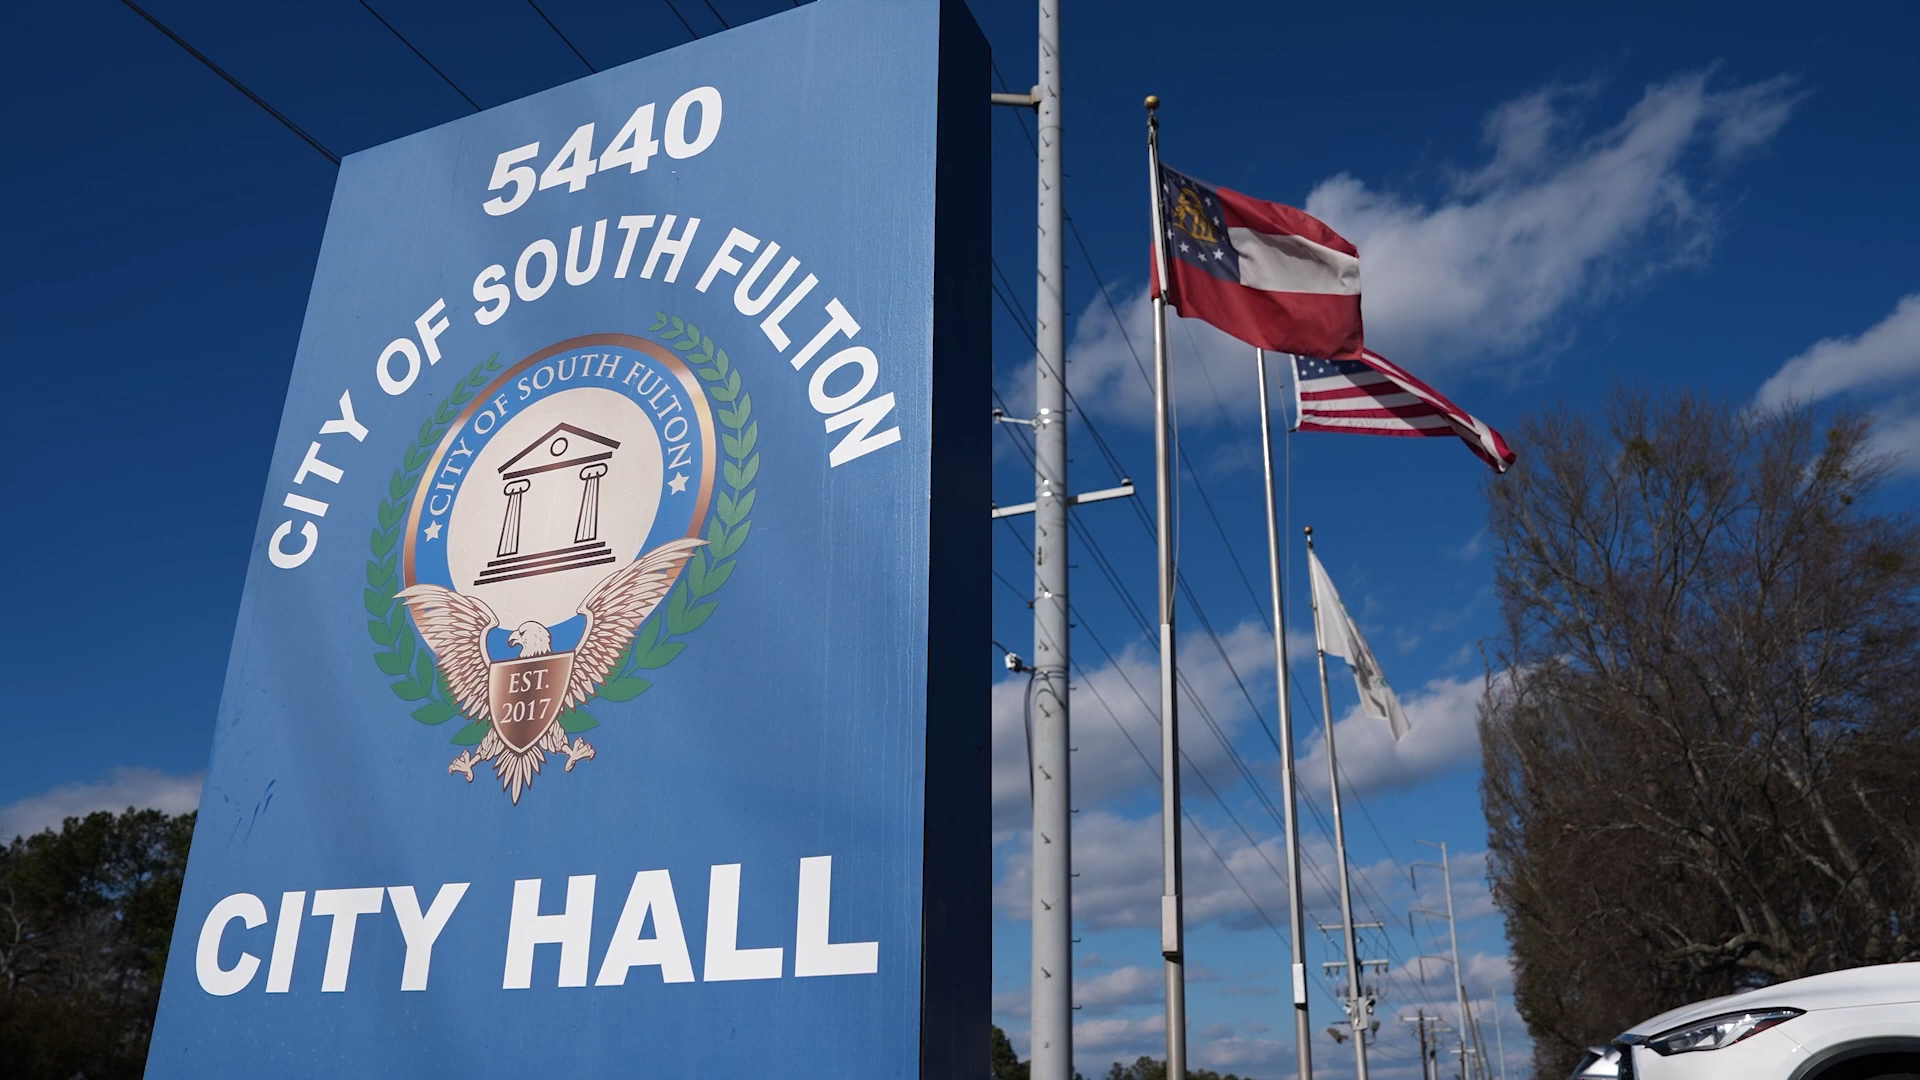 5440
CITY OF SOUTH FULTON
CITY OF SOUTH FULTON
EST.
2017
CITY HALL